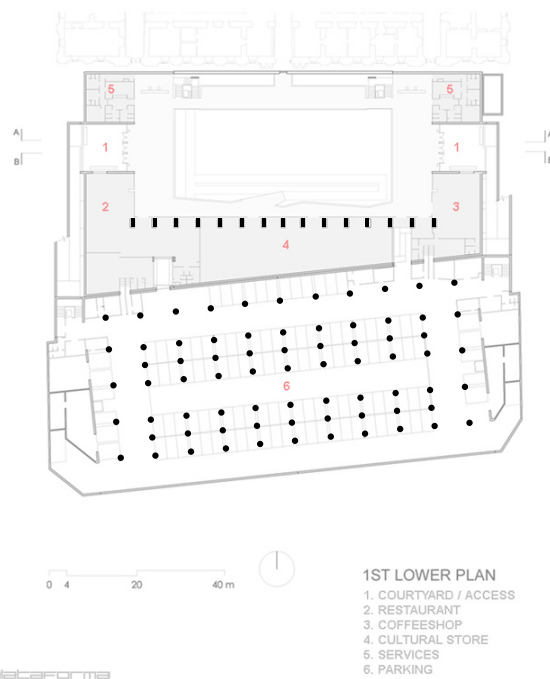 5 5
A A
1 1
B B
2 3
4
6
0 4 20 40 m
1ST LOWER PLAN
1. COURTYARD / ACCESS
2. RESTAURANT
3. COFFEESHOP
4. CULTURAL STORE
5. SERVICES
6. PARKING
plataforma